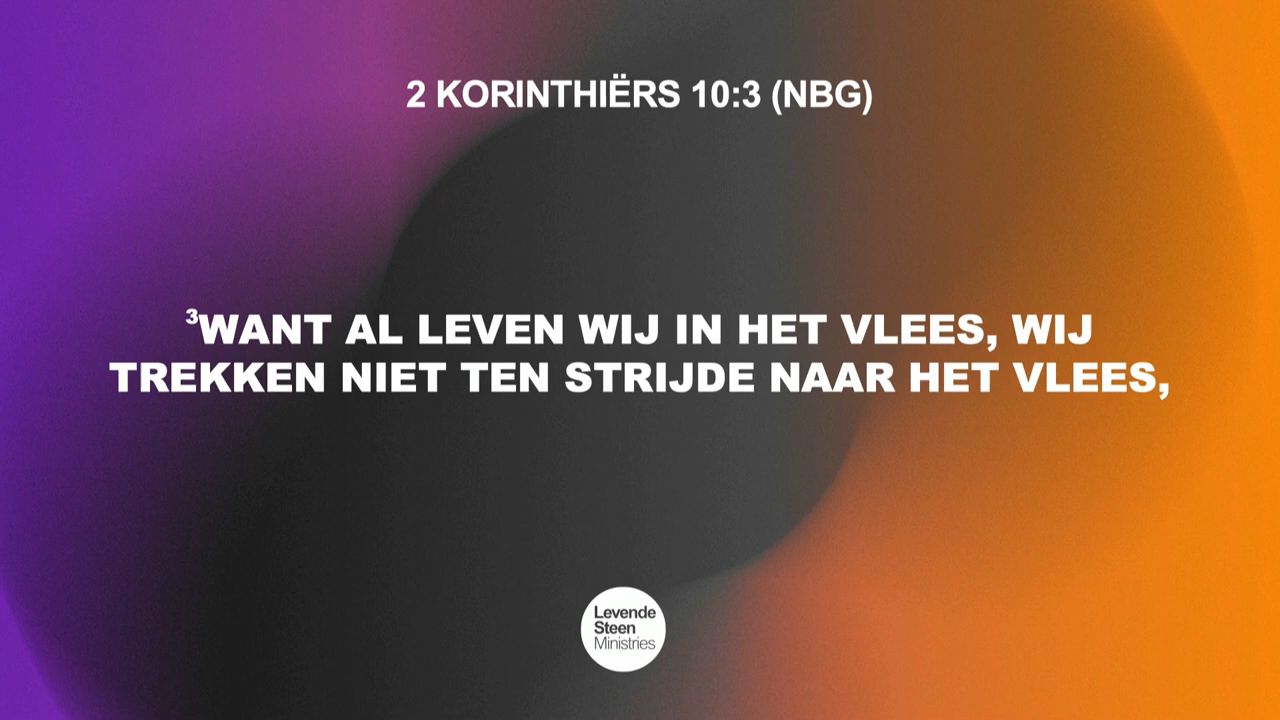 2 KORINTHIËRS 10:3 (NBG)
³WANT AL LEVEN WIJ IN HET VLEES, WIJ
TREKKEN NIET TEN STRIJDE NAAR HET VLEES,
Levende
Steen
Ministries